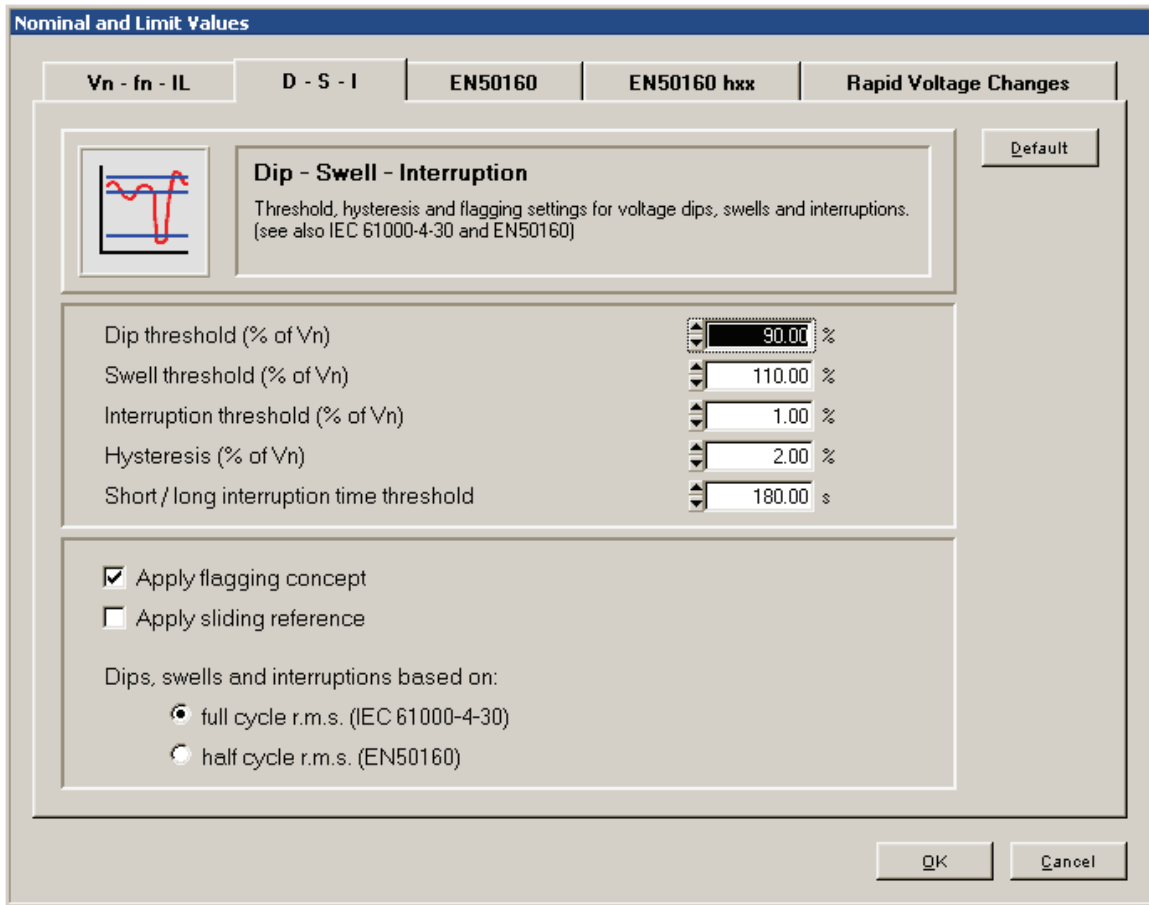 Nominal and Limit Values
Vn - fn - IL
D - S - I
EN50160
EN50160 hxx
Rapid Voltage Changes
Default
Dip - Swell - Interruption
Threshold, hysteresis and flagging settings for voltage dips, swells and interruptions.
(see also IEC 61000-4-30 and EN50160)
Dip threshold (% of Vn) 90.00 %
Swell threshold (% of Vn) 110.00 %
Interruption threshold (% of Vn) 1.00 %
Hysteresis (% of Vn) 2.00 %
Short / long interruption time threshold 180.00 s
Apply flagging concept
Apply sliding reference
Dips, swells and interruptions based on:
full cycle r.m.s. (IEC 61000-4-30)
half cycle r.m.s. (EN50160)
OK
Cancel